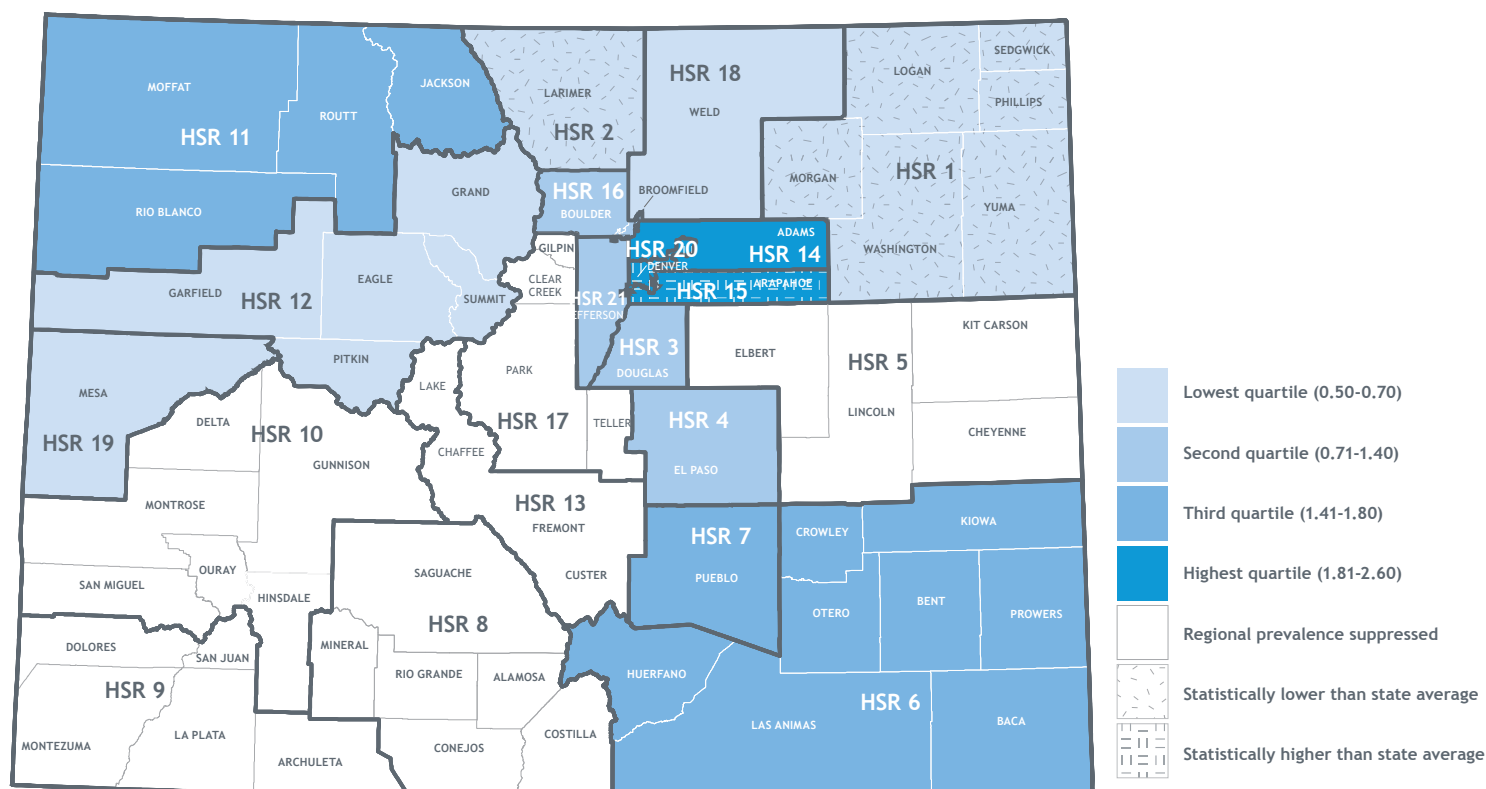 SEDGWICK
LOGAN
JACKSON
MOFFAT
HSR 18
LARIMER
PHILLIPS
ROUTT
WELD
HSR 2
HSR 11
HSR 1
MORGAN
GRAND
HSR 16
BROOMFIELD
RIO BLANCO
BOULDER
YUMA
ADAMS
GILPIN
HSR 20
WASHINGTON
HSR 14
DENVER
EAGLE
CLEAR
CREEK
ARAPAHOE
GARFIELD
HSR 12
SUMMIT
HSR 21
HSR 15
EFFERSON
KIT CARSON
HSR 3
ELBERT
PITKIN
HSR 5
PARK
DOUGLAS
LAKE
MESA
Lowest quartile (0.50-0.70)
LINCOLN
DELTA
HSR 17
TELLER
HSR 4
HSR 10
CHEYENNE
HSR 19
CHAFFEE
Second quartile (0.71-1.40)
GUNNISON
EL PASO
MONTROSE
HSR 13
Third quartile (1.41-1.80)
KIOWA
FREMONT
CROWLEY
HSR 7
OURAY
SAGUACHE
CUSTER
PUEBLO
Highest quartile (1.81-2.60)
SAN MIGUEL
HINSDALE
BENT
OTERO
PROWERS
HSR 8
Regional prevalence suppressed
DOLORES
MINERAL
SAN JUAN
RIO GRANDE
ALAMOSA
HUERFANO
HSR 9
Statistically lower than state average
HSR 6
BACA
LAS ANIMAS
LA PLATA
COSTILLA
MONTEZUMA
CONEJOS
Statistically higher than state average
ARCHULETA